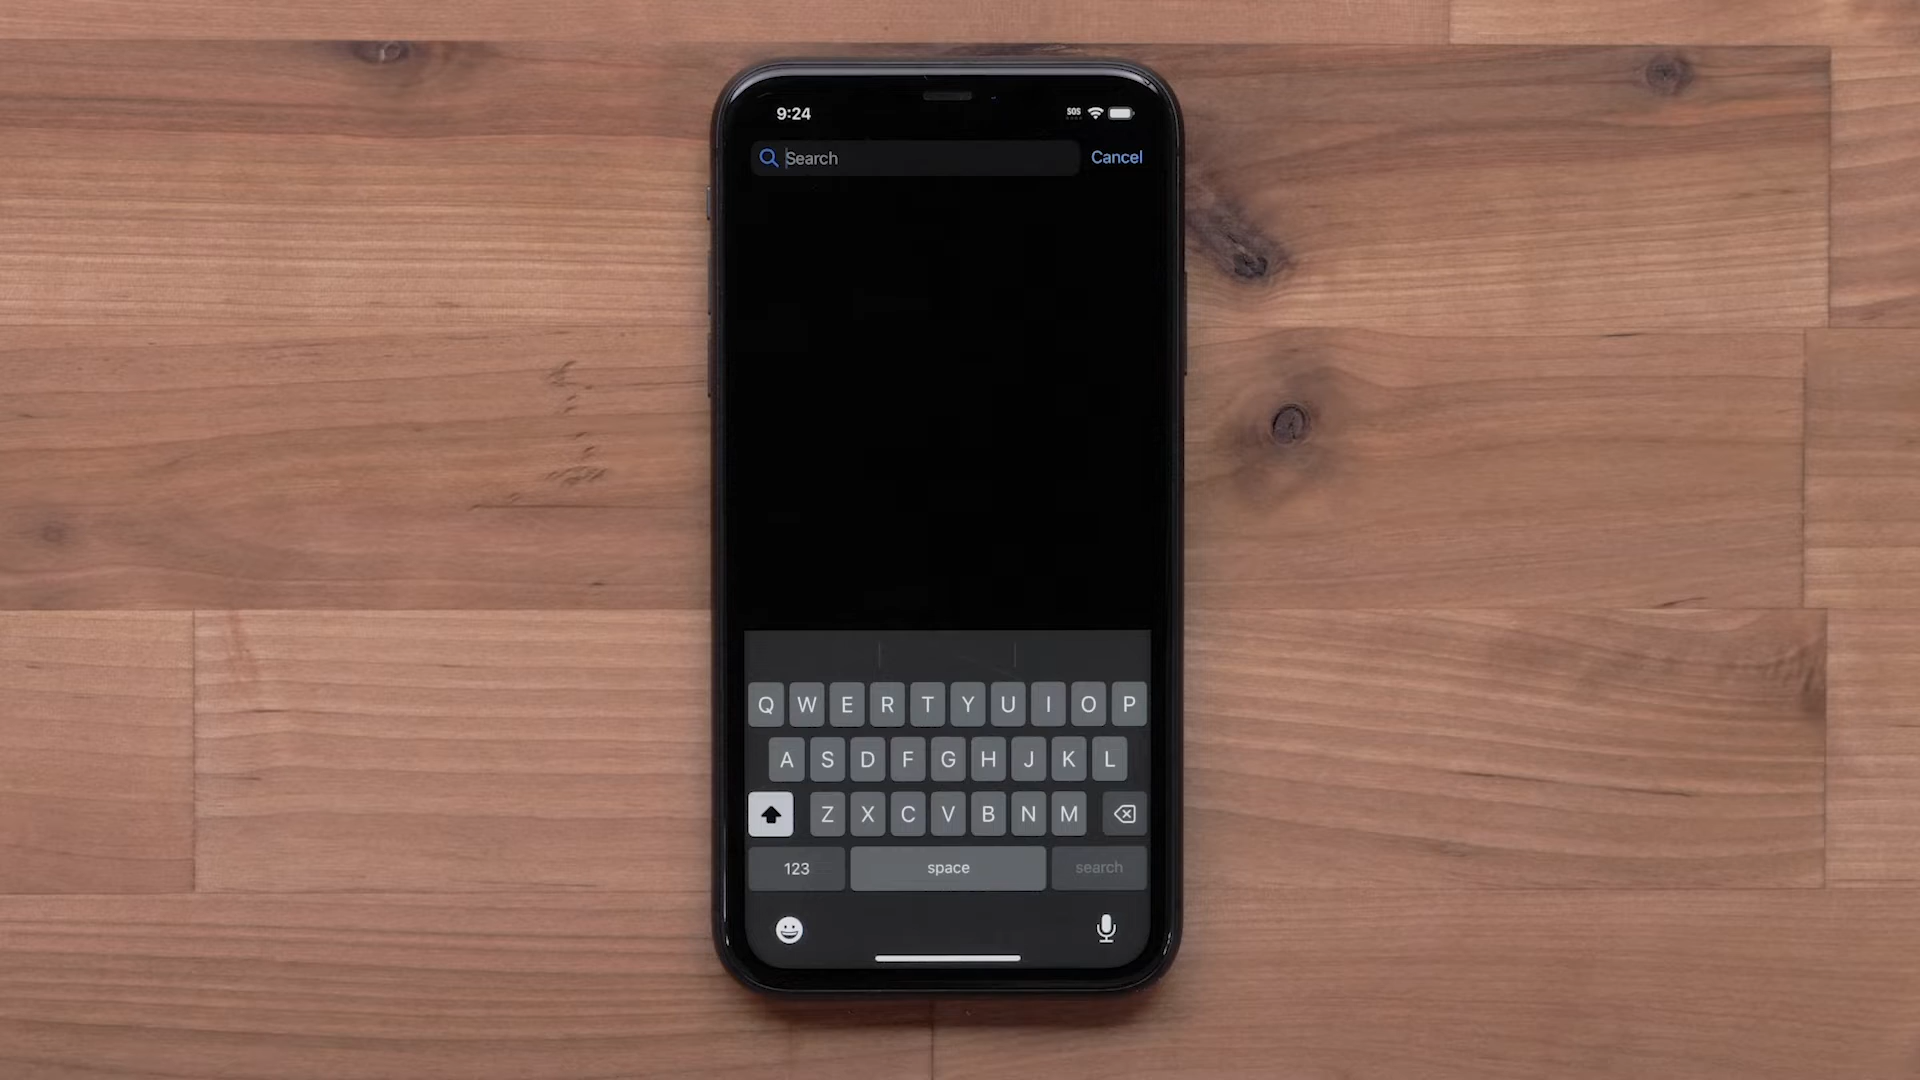 9:24 SOS
Search Cancel
Q W E R T Y U I O P
A S D F G H J K L
Z X C V B N M
123 space search